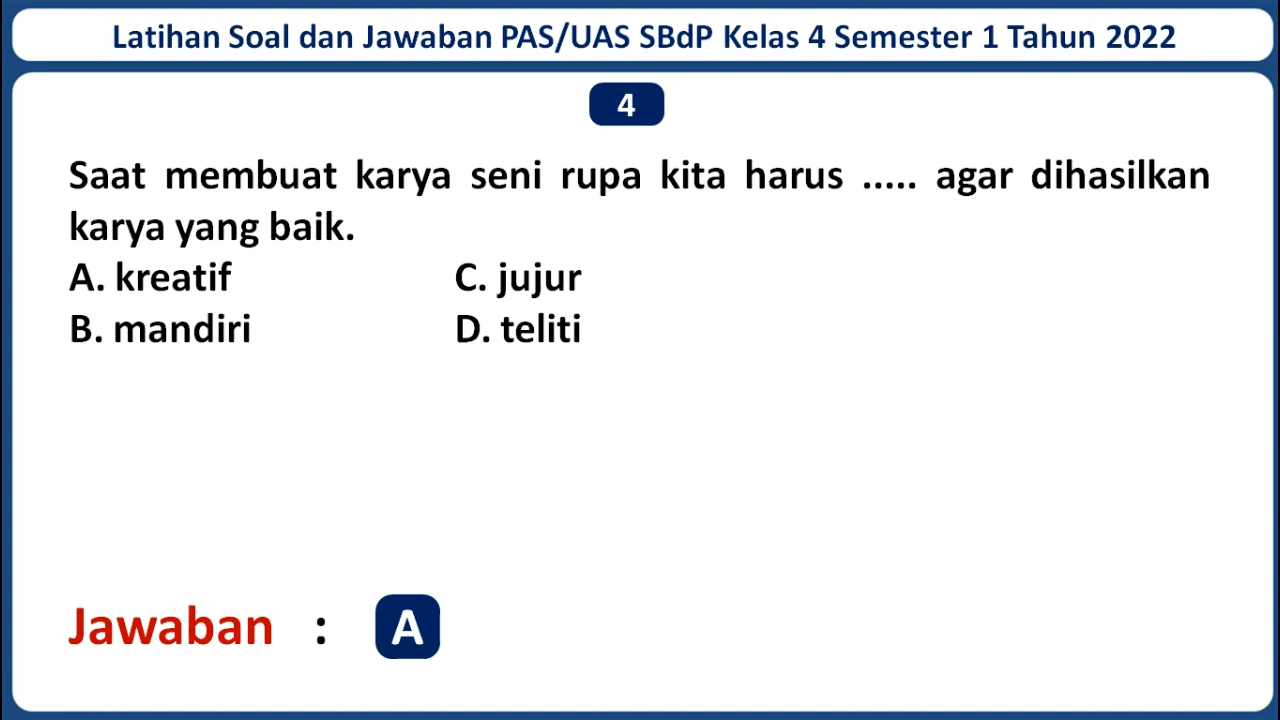 Latihan Soal dan Jawaban PAS/UAS SBdP Kelas 4 Semester 1 Tahun 2022
4
Saat membuat karya seni rupa kita harus ..... agar dihasilkan
karya yang baik.
A. kreatif C. jujur
B. mandiri D. teliti
Jawaban : A